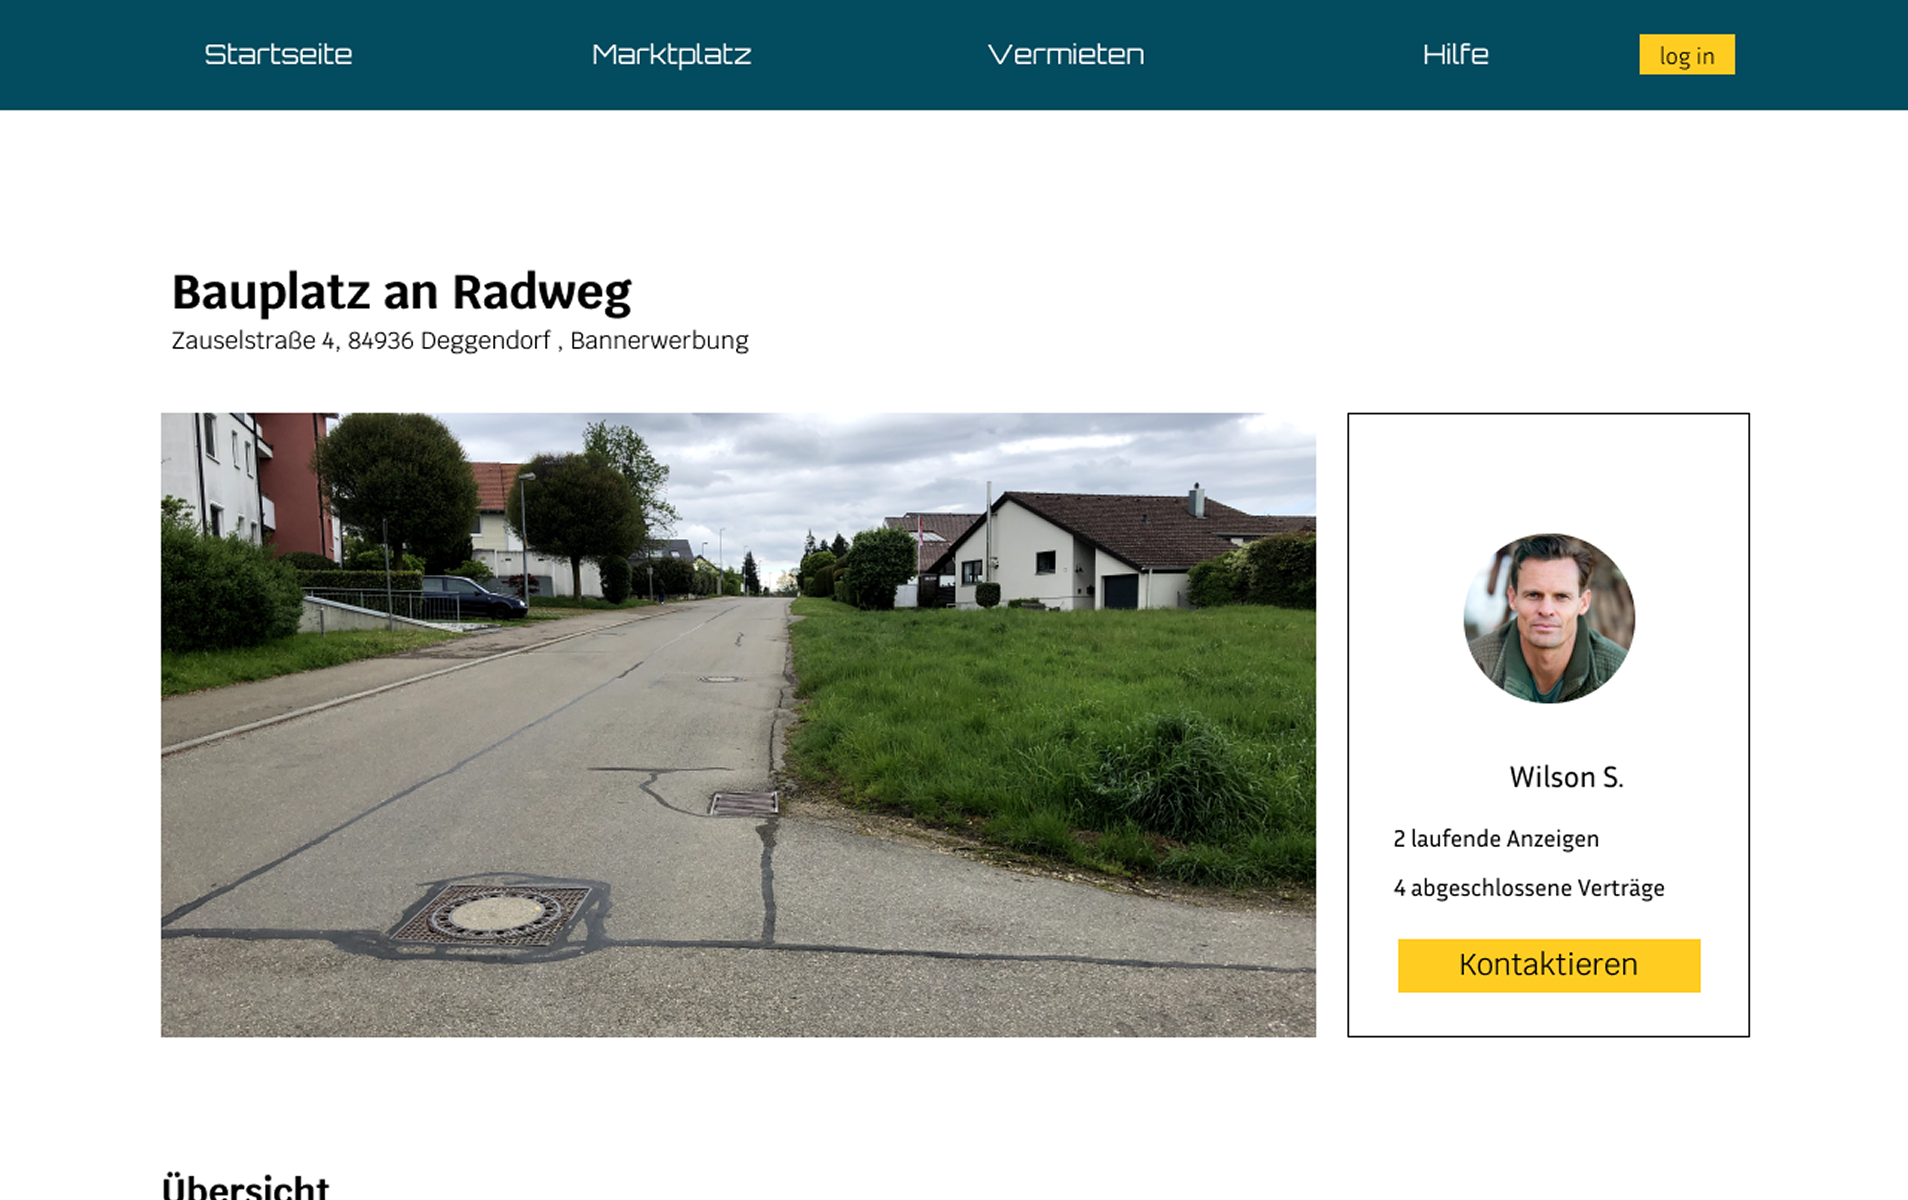 Startseite Marktplatz Vermieten Hilfe log in
Bauplatz an Radweg
Zauselstraße 4, 84936 Deggendorf , Bannerwerbung
Wilson S.
2 laufende Anzeigen
4 abgeschlossene Verträge
Kontaktieren
Übersicht